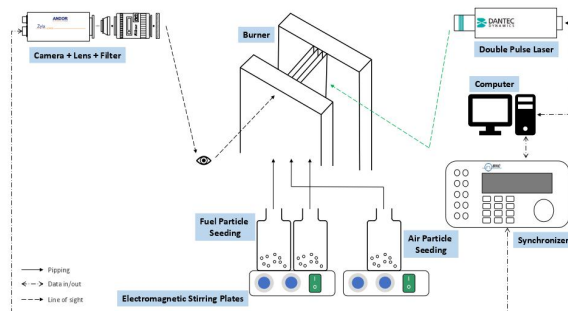 ANDOR
Zyla
Camera + Lens + Filter
Burner
DANTEC
DYNAMICS
Double Pulse Laser
Computer
Synchronizer
Fuel Particle
Seeding
Air Particle
Seeding
Electromagnetic Stirring Plates
Pipping
Data in/out
Line of sight